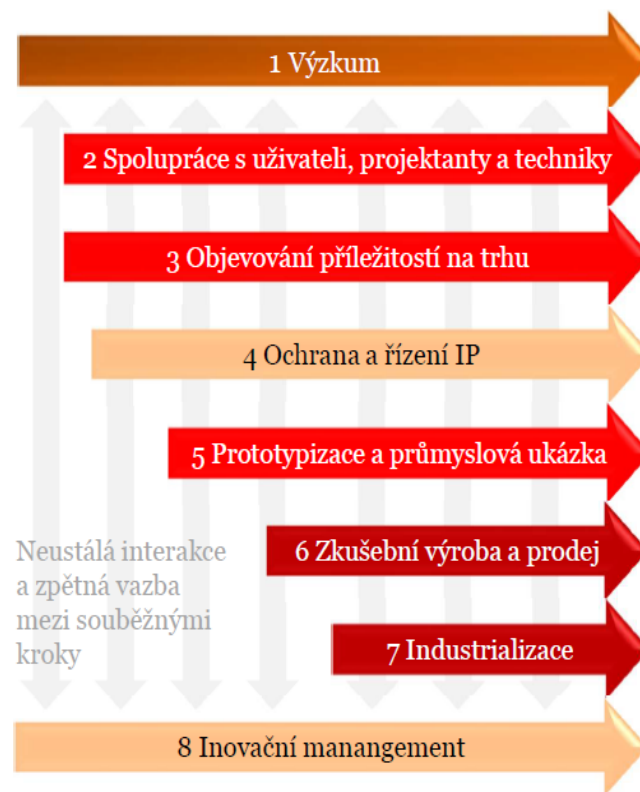 1 Výzkum
2 Spolupráce s uživateli, projektanty a techniky
3 Objevování příležitostí na trhu
4 Ochrana a řízení IP
5 Prototypizace a průmyslová ukázka
6 Zkušební výroba a prodej
Neustálá interakce
a zpětná vazba
mezi souběžnými
kroky
7 Industrializace
8 Inovační manangement